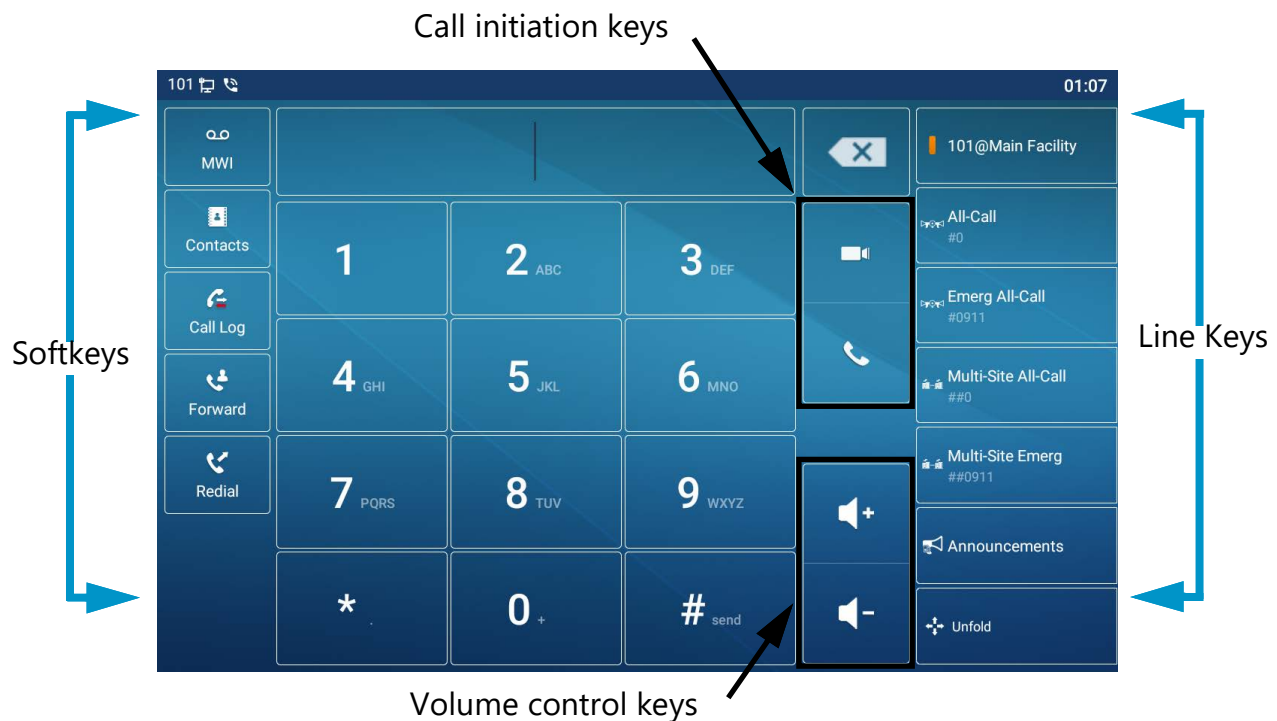 Call initiation keys
101
01:07
Softkeys
MWI
Contacts
Call Log
Forward
Redial
1
2 ABC
3 DEF
4 GHI
5 JKL
6 MNO
7 PQRS
8 TUV
9 WXYZ
* .
0 +
# send
+
-
101@Main Facility
All-Call
#0
Emerg All-Call
#0911
Multi-Site All-Call
##0
Multi-Site Emerg
##0911
Announcements
Unfold
Line Keys
Volume control keys